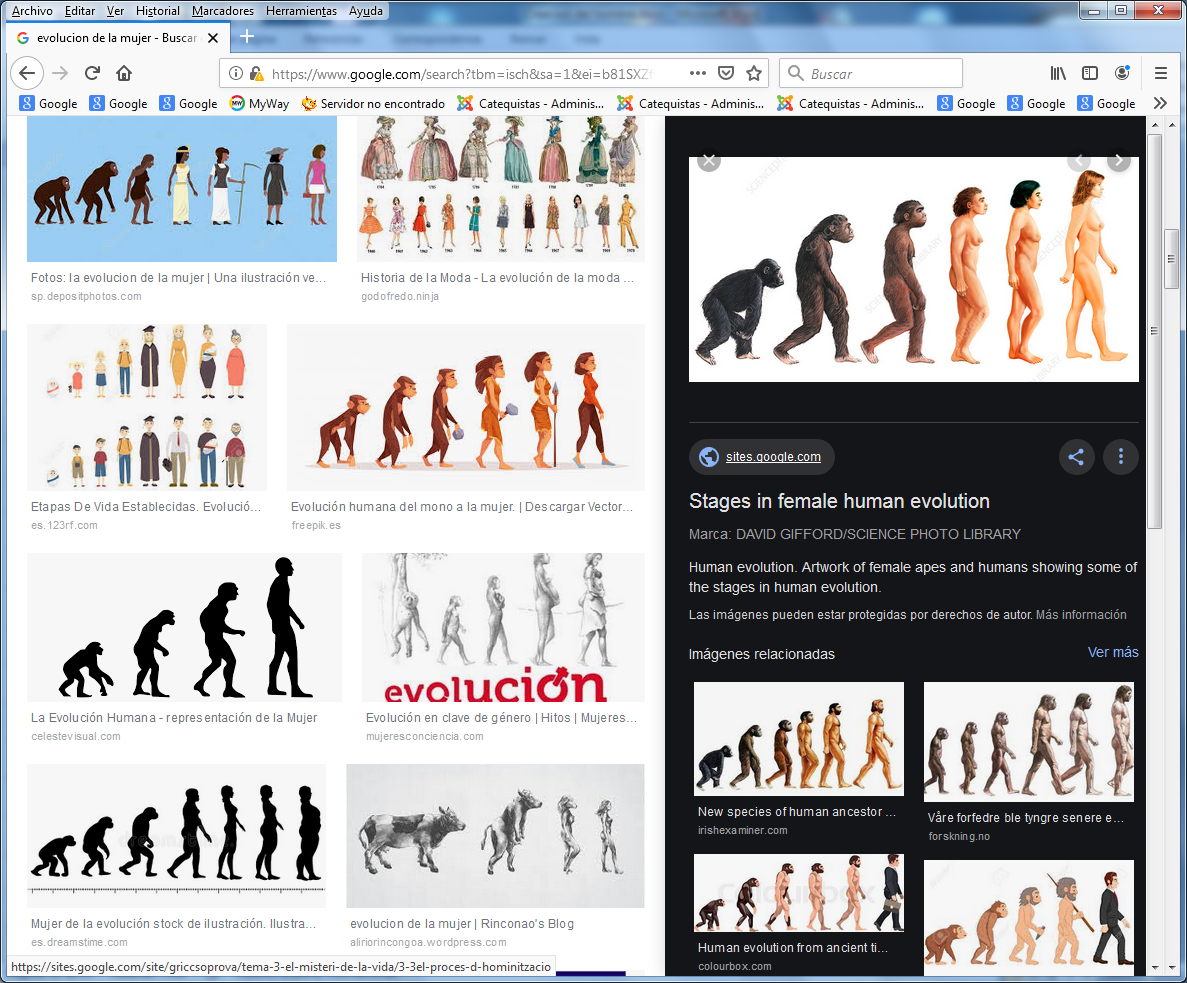 Archivo Editar Ver Historial Marcadores Herramientas Ayuda
evolucion de la mujer - Buscar
https://www.google.com/search?tbm=isch&sa=1&ei=b81SXZ
Buscar
Google Google Google MyWay Servidor no encontrado Catequistas - Adminis... Catequistas - Adminis... Catequistas - Adminis... Google Google Google
Fotos: la evolucion de la mujer | Una ilustración ve...
sp.depositphotos.com
Historia de la Moda - La evolución de la moda ...
godofredo.ninja
Etapas De Vida Establecidas. Evolució...
es.123rf.com
Evolución humana del mono a la mujer. | Descargar Vector...
freepik.es
La Evolución Humana - representación de la Mujer
celestevisual.com
evolución
Evolución en clave de género | Hitos | Mujeres...
mujeresconciencia.com
Mujer de la evolución stock de ilustración. Ilustra...
es.dreamstime.com
evolucion de la mujer | Rinconao's Blog
alirioringoa.wordpress.com
https://sites.google.com/site/griccsoprova/tema-3-el-misteri-de-la-vida/3-3el-proces-d-hominitzacio
sites.google.com
Stages in female human evolution
Marca: DAVID GIFFORD/SCIENCE PHOTO LIBRARY
Human evolution. Artwork of female apes and humans showing some of
the stages in human evolution.
Las imágenes pueden estar protegidas por derechos de autor. Más información
Imágenes relacionadas
Ver más
New species of human ancestor ...
irishexaminer.com
Våre forfedre ble tyngre senere e...
forskning.no
Human evolution from ancient ti...
colourbox.com